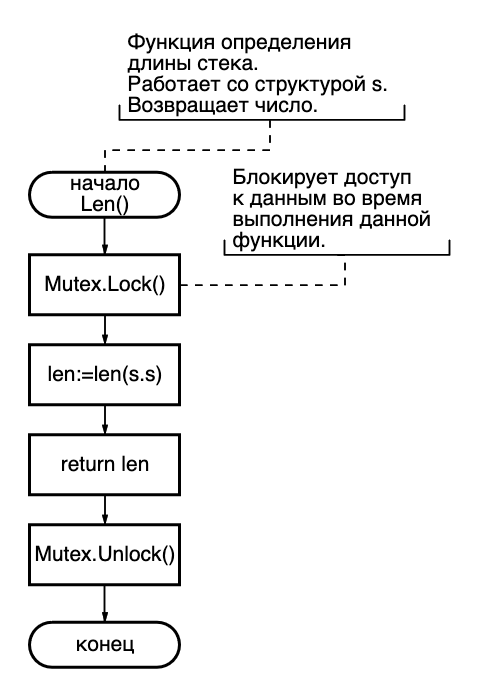 Функция определения
длины стека.
Работает со структурой s.
Возвращает число.
начало
Len()
Блокирует доступ
к данным во время
выполнения данной
функции.
Mutex.Lock()
len:=len(s.s)
return len
Mutex.Unlock()
конец